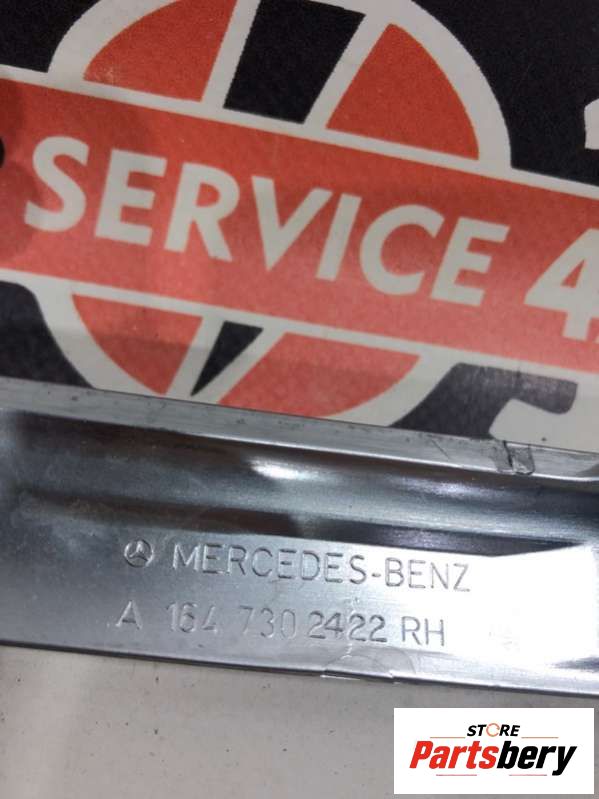 SERVICE 4
MERCEDES-BENZ
A 164 730 2422 RH
STORE
Partsbery